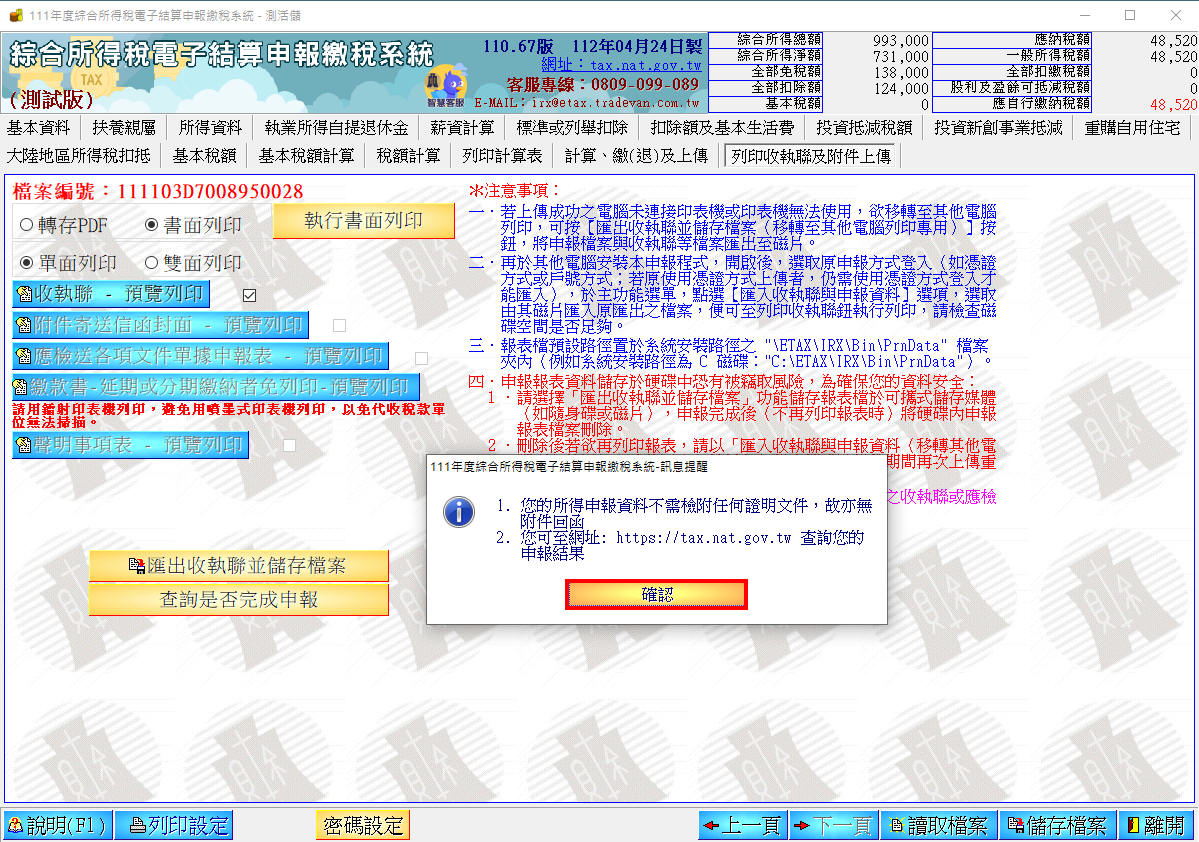 111年度綜合所得稅電子結算申報繳稅系統 - 測活儲
綜合所得稅電子結算申報繳稅系統
TAX
(測試版)
110.67版 112年04月24日製
網址：tax.nat.gov.tw
客服專線：0809-099-089
E-MAIL：irx@etax.tradevan.com.tw
智慧客服
綜合所得總額 993,000 應納稅額 48,520
綜合所得淨額 731,000 一般所得稅額 48,520
全部免稅額 138,000 全部扣繳稅額 0
全部扣除額 124,000 股利及盈餘可抵減稅額 0
基本稅額 0 應自行繳納稅額 48,520
基本資料 扶養親屬 所得資料 執業所得自提退休金 薪資計算 標準或列舉扣除 扣除額及基本生活費 投資抵減稅額 投資新創事業抵減 重購自用住宅
大陸地區所得稅扣抵 基本稅額 基本稅額計算 稅額計算 列印計算表 計算、繳(退)及上傳 列印收執聯及附件上傳
檔案編號：111103D7008950028
轉存PDF 書面列印 執行書面列印
單面列印 雙面列印
收執聯 - 預覽列印
附件寄送信函封面 - 預覽列印
應檢送各項文件單據申報表 - 預覽列印
繳款書-延期或分期繳納者免列印-預覽列印
請用鐳射印表機列印，避免用噴墨式印表機列印，以免代收稅款單
位無法掃描。
聲明事項表 - 預覽列印
匯出收執聯並儲存檔案
查詢是否完成申報
＊注意事項：
一．若上傳成功之電腦未連接印表機或印表機無法使用，欲移轉至其他電腦
列印，可按［匯出收執聯並儲存檔案（移轉至其他電腦列印專用）］按
鈕，將申報檔案與收執聯等檔案匯出至磁片。
二．再於其他電腦安裝本申報程式，開啟後，選取原申報方式登入（如憑證
方式或戶號方式；若原使用憑證方式上傳者，仍需使用憑證方式登入才
能匯入），於主功能選單，點選［匯入收執聯與申報資料］選項，選取
由其磁片匯入原匯出之檔案，便可至列印收執聯鈕執行列印，請檢查磁
碟空間是否足夠。
三．報表檔預設路徑置於系統安裝路徑之 "\ETAX\IRX\Bin\PrnData" 檔案
夾內（例如系統安裝路徑為 C 磁碟："C:\ETAX\IRX\Bin\PrnData"）。
四．申報報表資料儲存於硬碟中恐有被竊取風險，為確保您的資料安全：
1．請選擇「匯出收執聯並儲存檔案」功能儲存報表檔於可攜式儲存媒體
（如隨身碟或磁片），申報完成後（不再列印報表時）將硬碟內申報
報表檔案刪除。
2．刪除後若欲再列印報表，請以「匯入收執聯與申報資料（移轉其他電
期間再次上傳重
之收執聯或應檢
111年度綜合所得稅電子結算申報繳稅系統-訊息提醒
1. 您的所得申報資料不需檢附任何證明文件，故亦無
附件回函
2. 您可至網址: https://tax.nat.gov.tw 查詢您的
申報結果
確認
說明(F1) 列印設定 密碼設定 上一頁 下一頁 讀取檔案 儲存檔案 離開